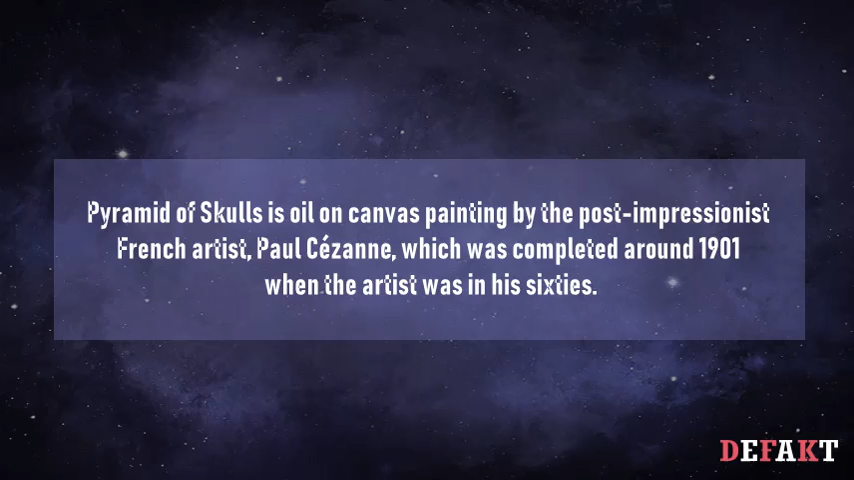 Pyramid of Skulls is oil on canvas painting by the post-impressionist
French artist, Paul Cézanne, which was completed around 1901
when the artist was in his sixties.
DEFAKT